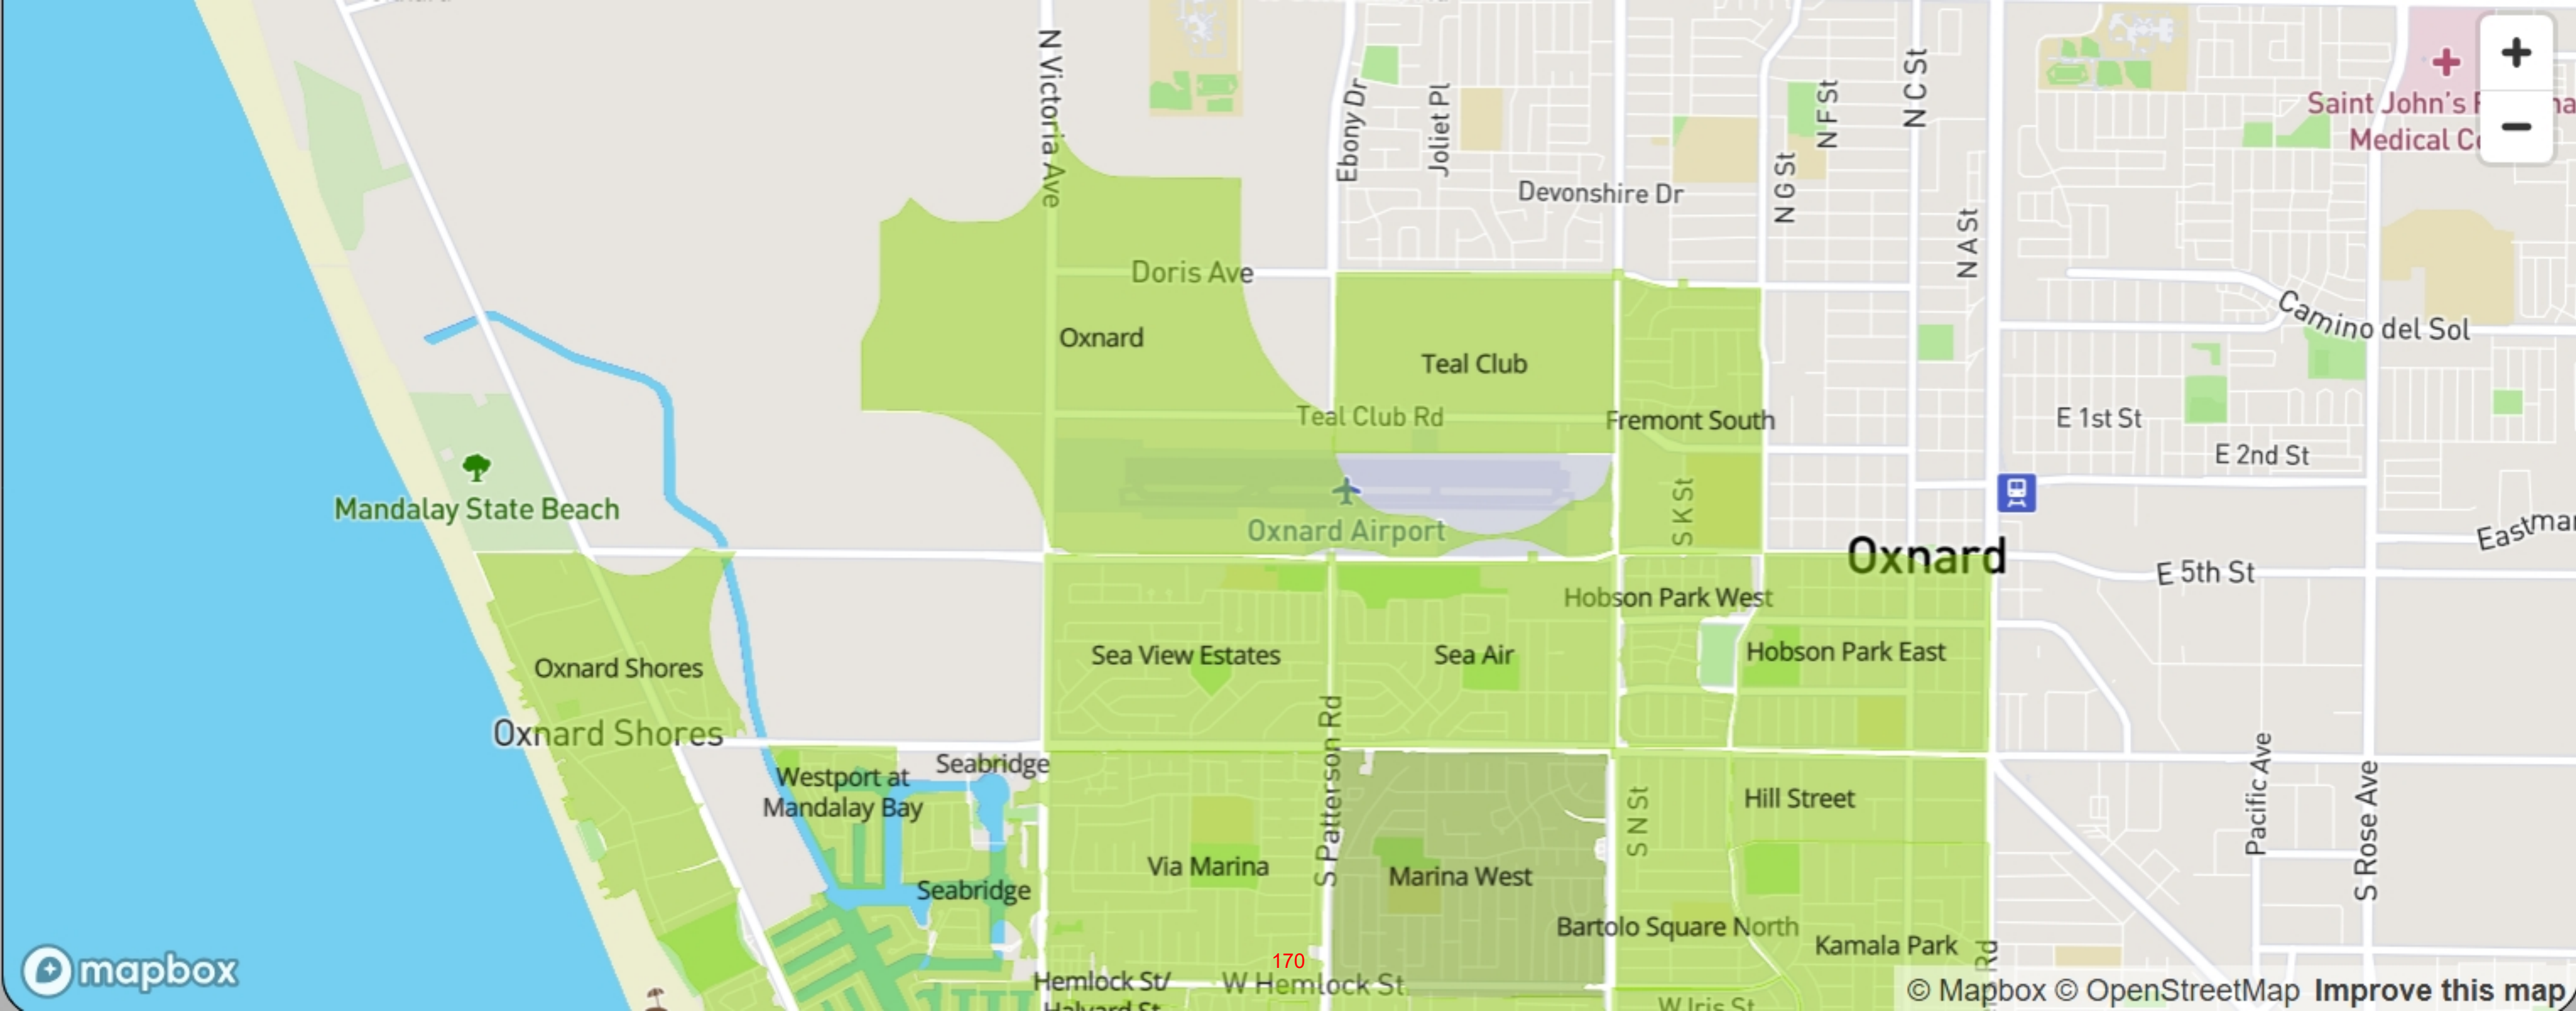 N Victoria Ave
Ebony Dr
Joliet Pl
Devonshire Dr
N G St
N F St
N C St
N A St
Saint John's
Medical
+
−
Doris Ave
Oxnard
Teal Club
Teal Club Rd
Fremont South
Camino del Sol
E 1st St
E 2nd St
Mandalay State Beach
Oxnard Airport
S K St
Oxnard
E 5th St
Hobson Park West
Sea View Estates
Sea Air
Hobson Park East
Oxnard Shores
Oxnard Shores
Westport at
Mandalay Bay
Seabridge
Seabridge
S Patterson Rd
Via Marina
Marina West
S N St
Hill Street
Bartolo Square North
Kamala Park
Pacific Ave
S Rose Ave
Rd
170
Hemlock St/
Halyard St
W Hemlock St
W Iris St
mapbox
© Mapbox © OpenStreetMap Improve this map